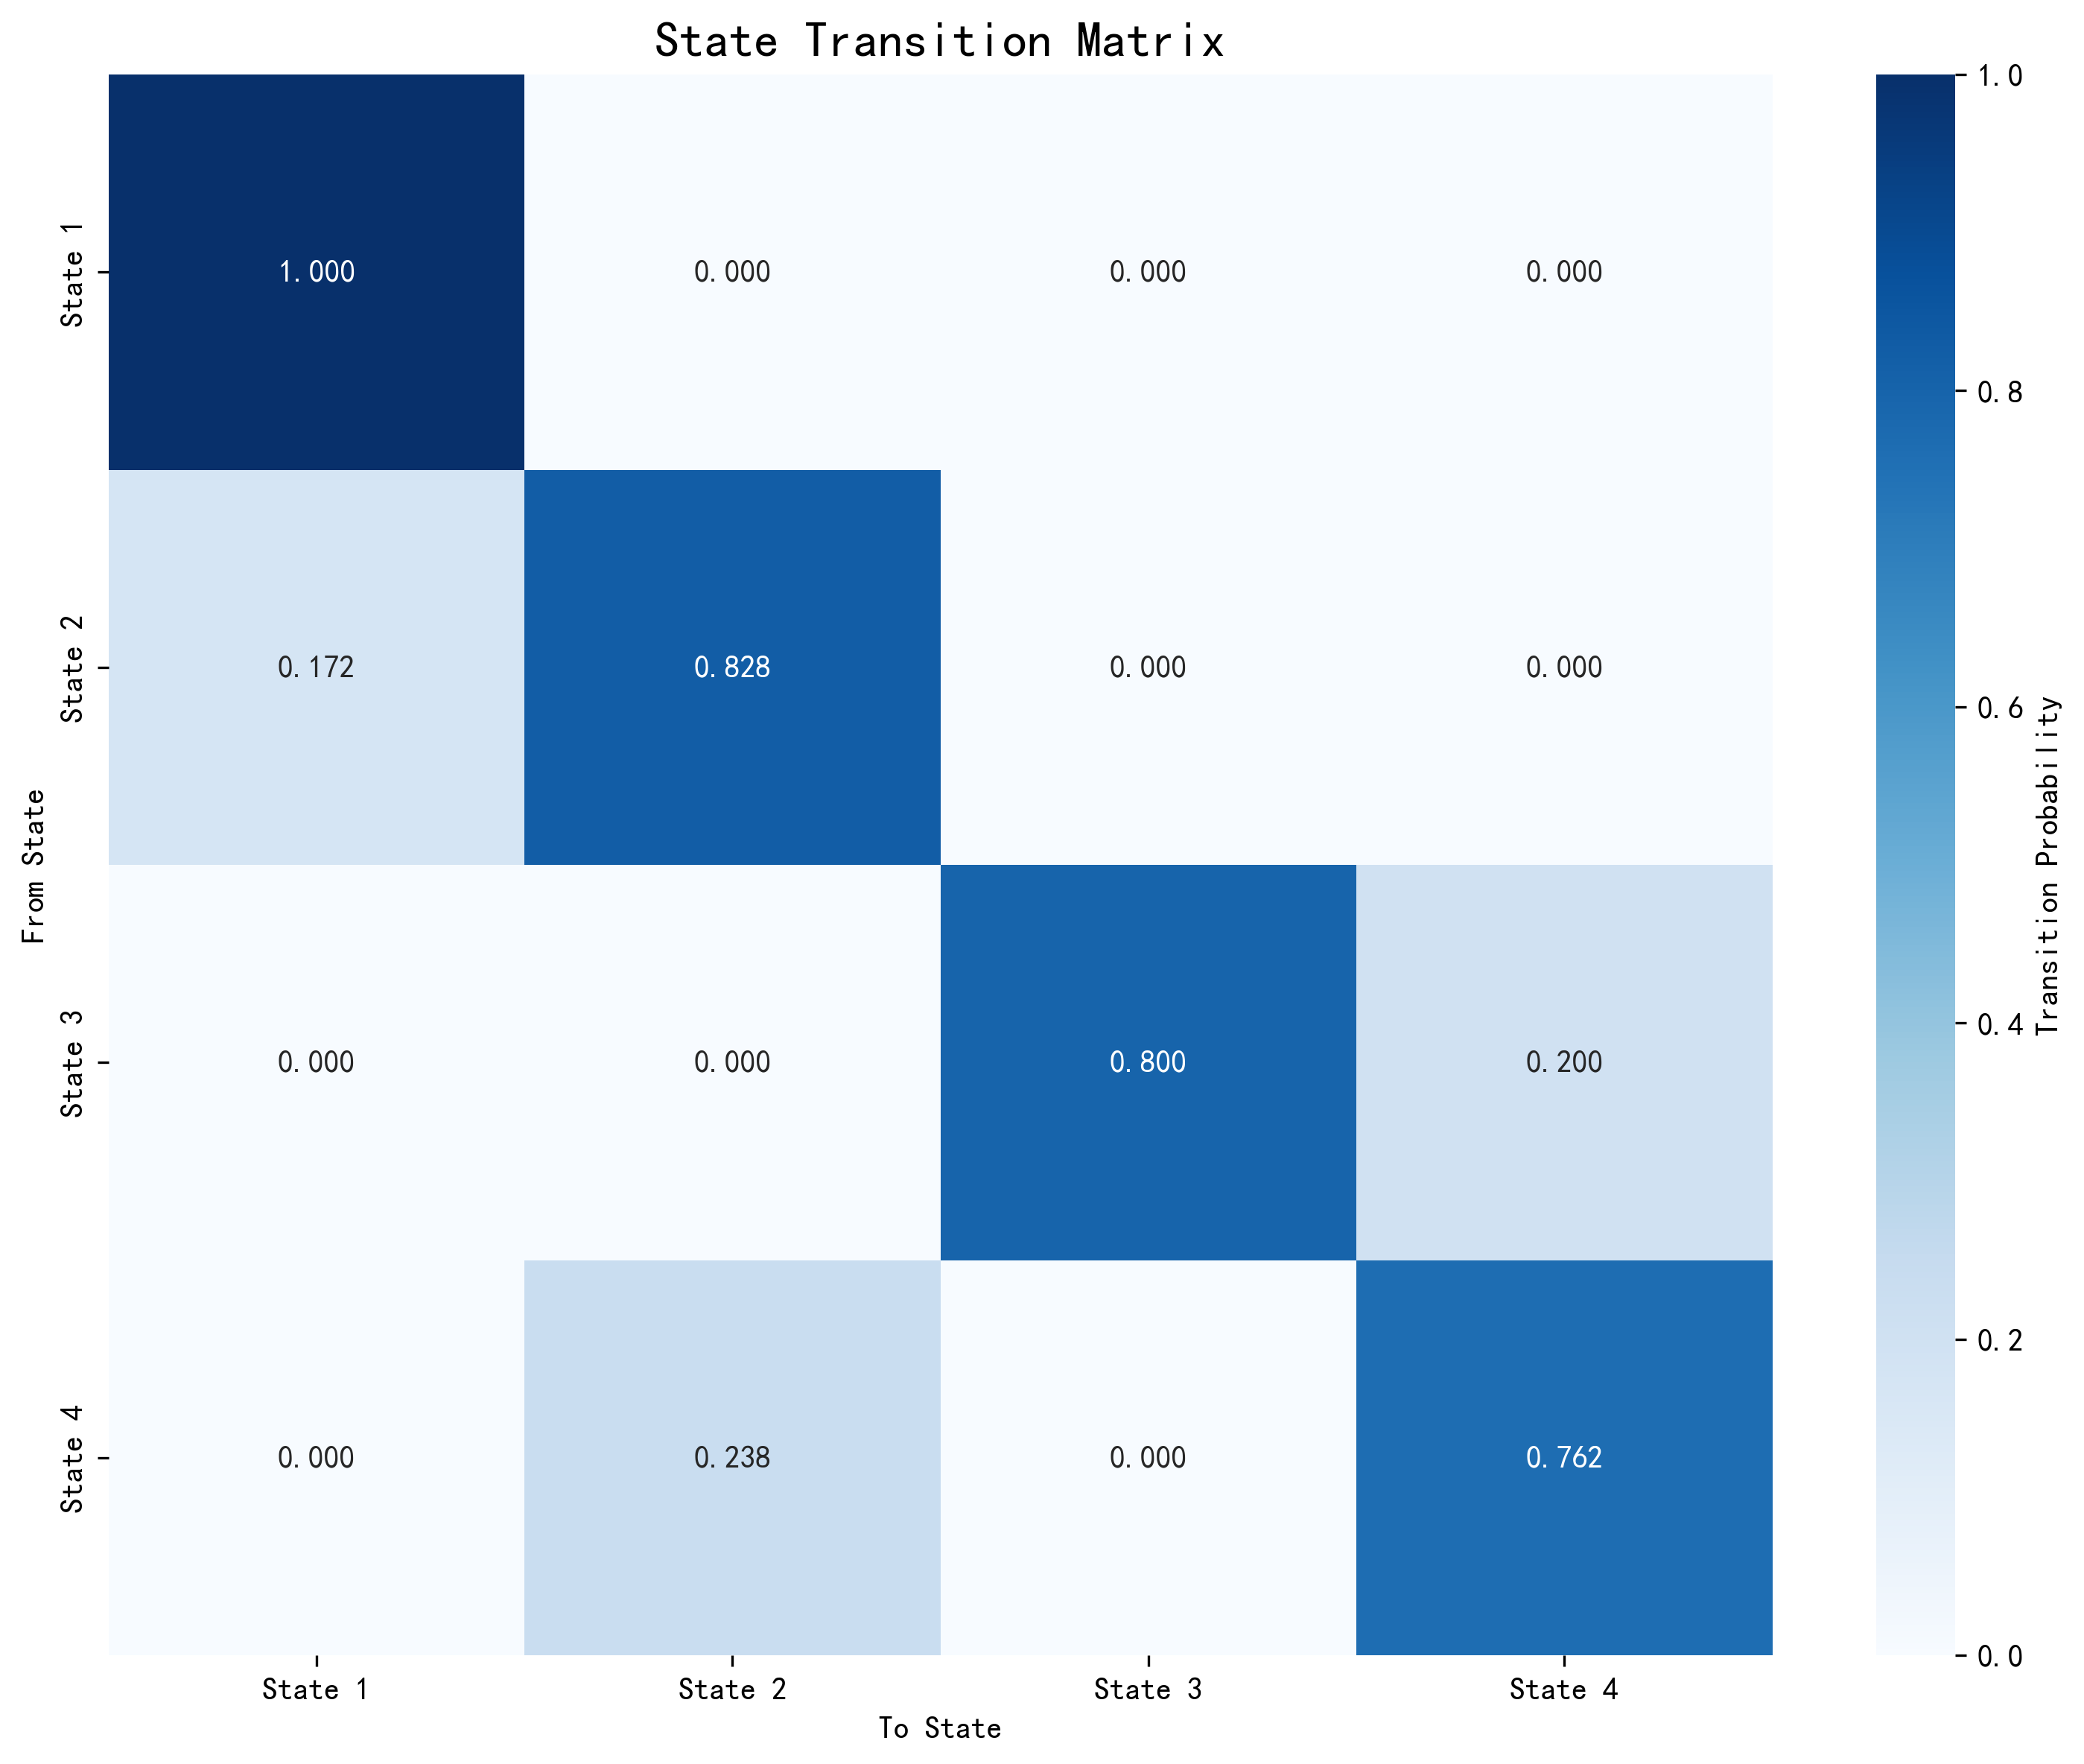 State Transition Matrix
State 1
1.000 0.000 0.000 0.000
State 2
0.172 0.828 0.000 0.000
State 3
0.000 0.000 0.800 0.200
State 4
0.000 0.238 0.000 0.762
From State
State 1 State 2 State 3 State 4
To State
1.0
0.8
0.6
0.4
0.2
0.0
Transition Probability